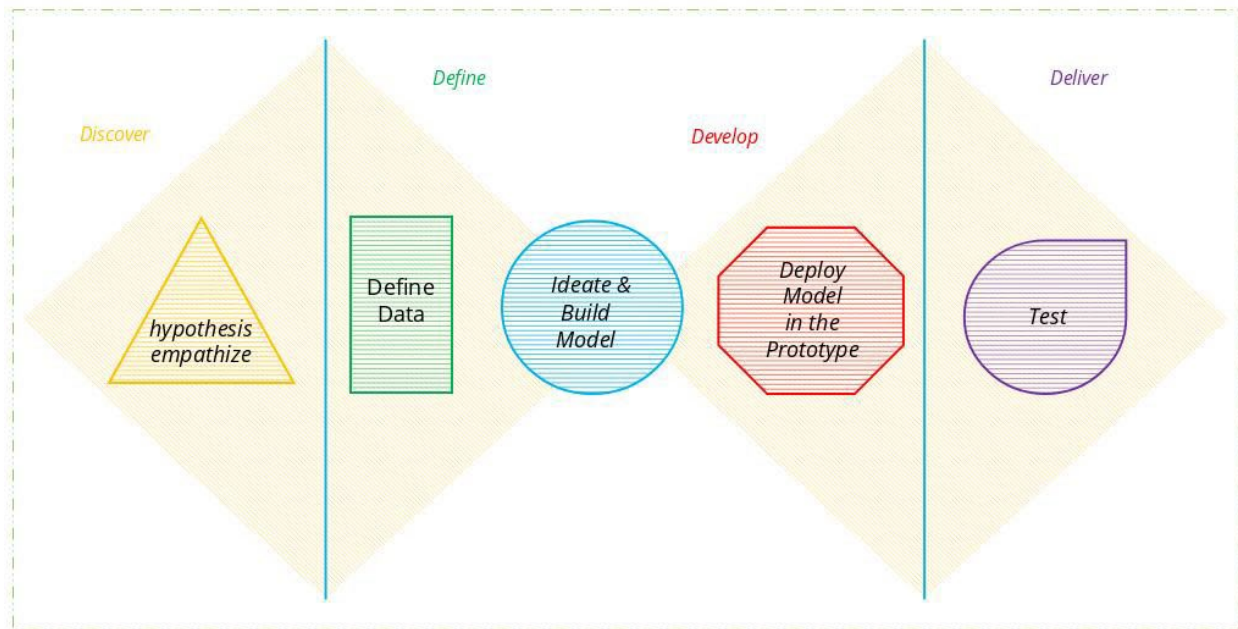 Discover
Define
Develop
Deliver
hypothesis
empathize
Define
Data
Ideate &
Build
Model
Deploy
Model
in the
Prototype
Test